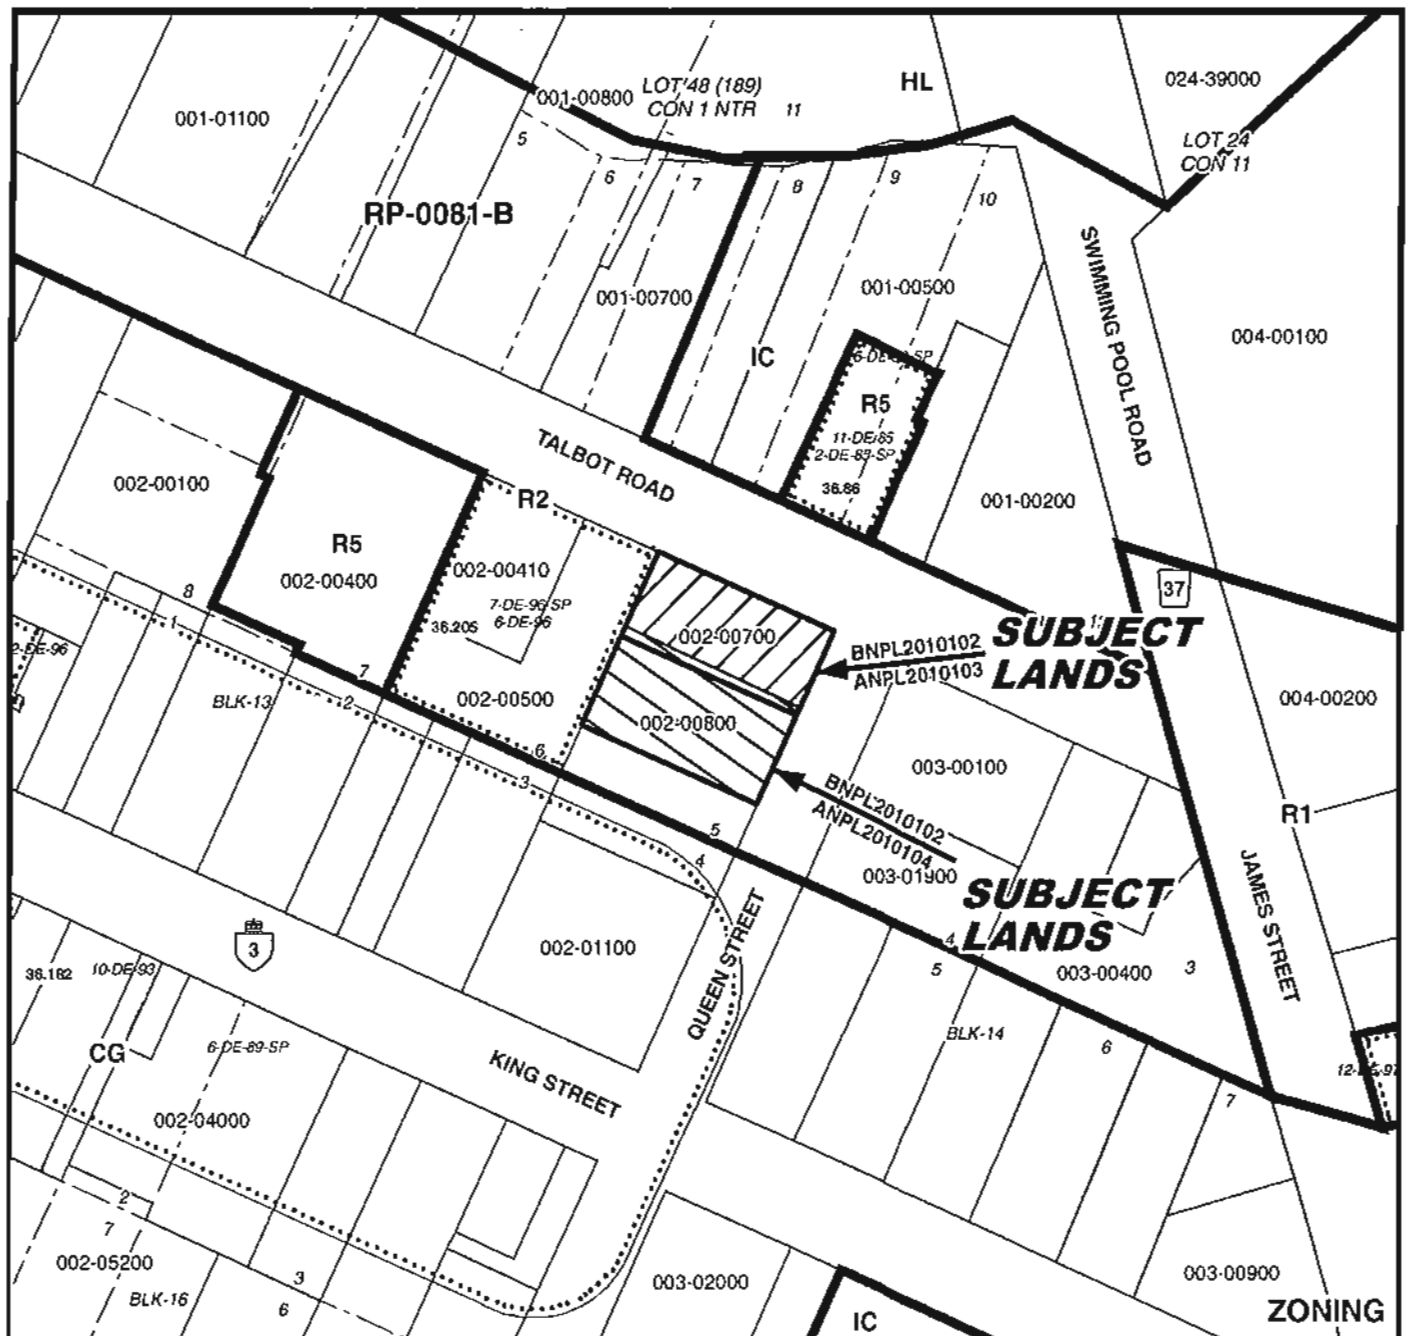 HL
024-39000
LOT 48 (189)
CON 1 NTR
11
001-00800
001-01100
5
LOT 24
CON 11
6
7
8
9
10
RP-0081-B
SWIMMING POOL ROAD
001-00700
001-00500
004-00100
IC
R5
11-DE-85
2-DE-83-SP
36.86
TALBOT ROAD
002-00100
R2
001-00200
R5
002-00400
002-00410
37
7-DE-96-SP
6-DE-96
36.205
8
1
002-00700
BNPL2010102
ANPL2010103
SUBJECT
LANDS
2-DE-96
7
2
BLK-13
002-00500
002-00800
004-00200
6
3
003-00100
BNPL2010102
ANPL2010104
R1
5
4
003-01900
SUBJECT
LANDS
JAMES STREET
3
002-01100
QUEEN STREET
4
5
003-00400
3
36.182
10-DE-93
BLK-14
CG
6-DE-89-SP
6
KING STREET
7
002-04000
2
7
002-05200
3
6
BLK-16
003-02000
003-00900
IC
ZONING